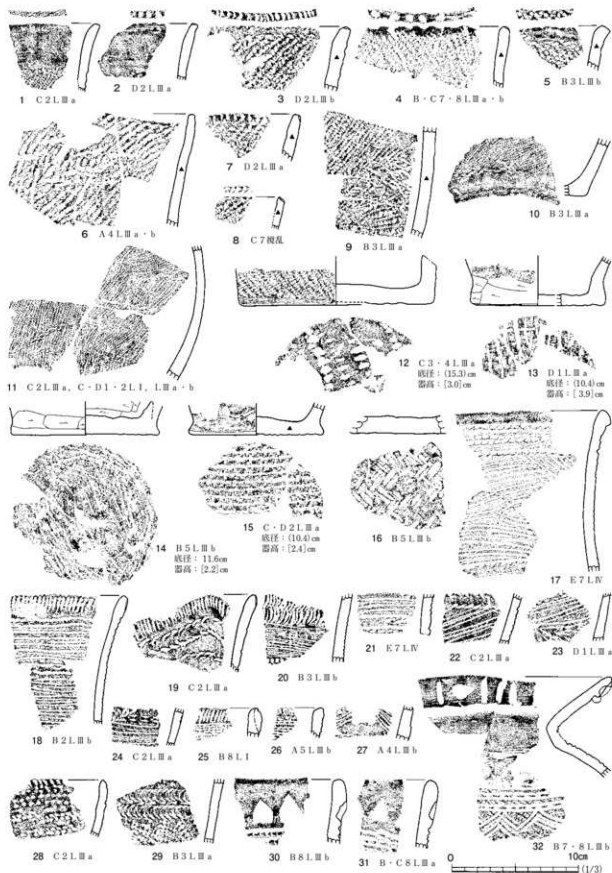 1 C2LⅢa
2 D2LⅢa
3 D2LⅢb
4 B・C7・8LⅢa・b
5 B3LⅢb
6 A4LⅢa・b
7 D2LⅢa
8 C7攪乱
9 B3LⅢa
10 B3LⅢa
11 C2LⅢa, C・D1・2LⅠ, LⅢa・b
12 C3・4LⅢa
底径：(15.3)cm
器高：[3.0]cm
13 D1LⅢa
底径：(10.4)cm
器高：[3.9]cm
14 B5LⅢb
底径：11.6cm
器高：[2.2]cm
15 C・D2LⅢa
底径：(10.4)cm
器高：[2.4]cm
16 B5LⅢb
17 E7LⅣ
18 B2LⅢb
19 C2LⅢa
20 B3LⅢb
21 E7LⅣ
22 C2LⅢa
23 D1LⅢa
24 C2LⅢa
25 B8LⅠ
26 A5LⅢb
27 A4LⅢb
28 C2LⅢa
29 B3LⅢa
30 B8LⅢb
31 B・C8LⅢa
32 B7・8LⅢb
0 10cm
(1/3)